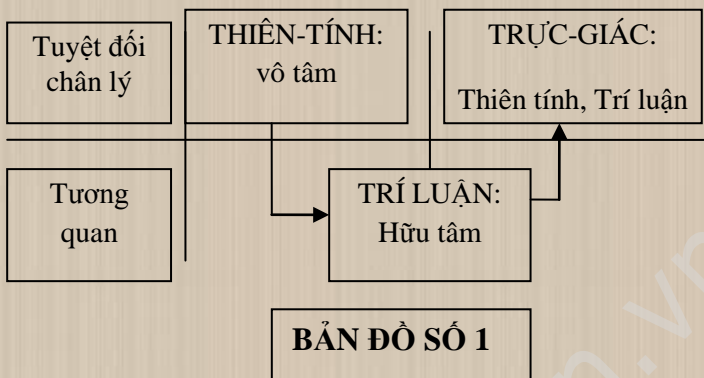 Tuyệt đối
chân lý
THIÊN-TÍNH:
vô tâm
TRỰC-GIÁC:
Thiên tính, Trí luận
Tương
quan
TRÍ LUẬN:
Hữu tâm
BẢN ĐỒ SỐ 1